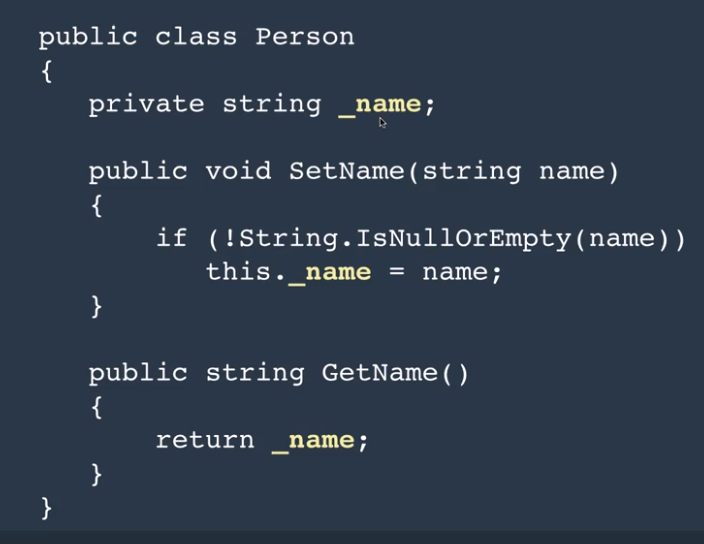 public class Person
{
private string _name;
public void SetName(string name)
{
if (!String.IsNullOrEmpty(name))
this._name = name;
}
public string GetName()
{
return _name;
}
}